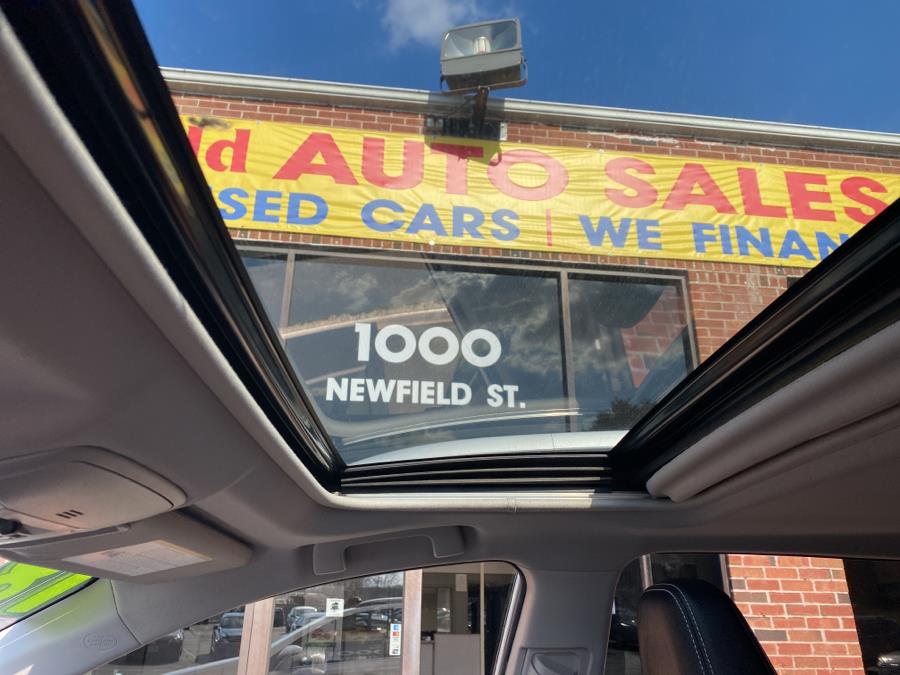 ld AUTO SALES
SED CARS | WE FINAN
1000
NEWFIELD ST.